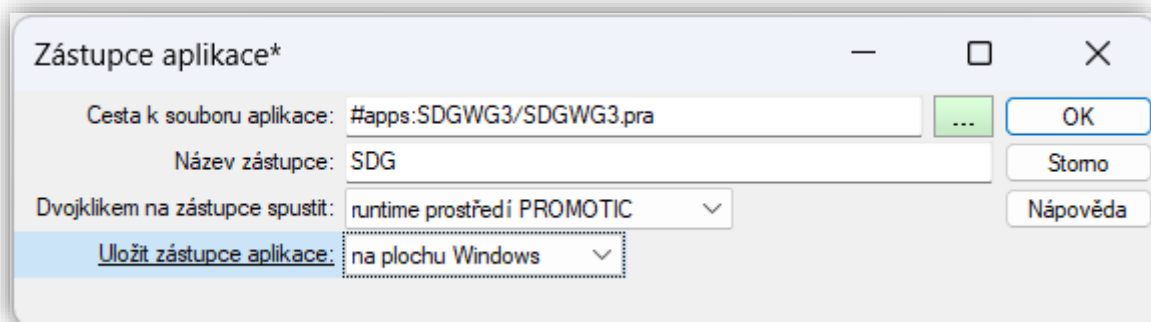 Zástupce aplikace*
Cesta k souboru aplikace: #apps:SDGWG3/SDGWG3.pra ... OK
Název zástupce: SDG Storno
Dvojklikem na zástupce spustit: runtime prostředí PROMOTIC Nápověda
Uložit zástupce aplikace: na plochu Windows